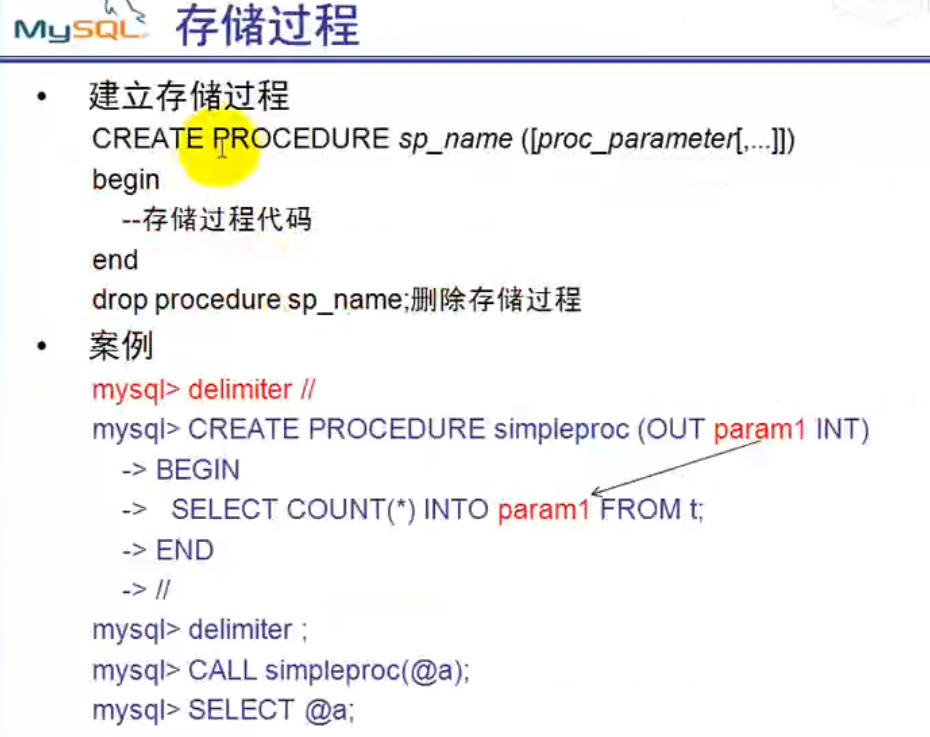 MySQL 存储过程
• 建立存储过程
CREATE PROCEDURE sp_name ([proc_parameter[,...]])
begin
--存储过程代码
end
drop procedure sp_name;删除存储过程
• 案例
mysql> delimiter //
mysql> CREATE PROCEDURE simpleproc (OUT param1 INT)
-> BEGIN
-> SELECT COUNT(*) INTO param1 FROM t;
-> END
-> //
mysql> delimiter ;
mysql> CALL simpleproc(@a);
mysql> SELECT @a;